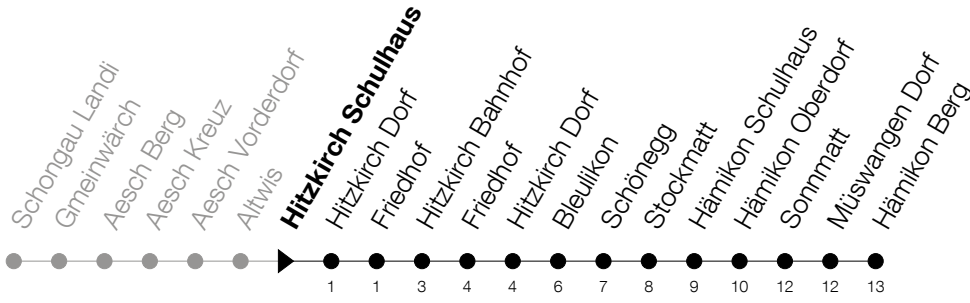 Schongau Landi
Gmeinwärch
Aesch Berg
Aesch Kreuz
Aesch Vorderdorf
Altwis
Hitzkirch Schulhaus
Hitzkirch Dorf
Friedhof
Hitzkirch Bahnhof
Friedhof
Hitzkirch Dorf
Bleulikon
Schönegg
Stockmatt
Hämikon Schulhaus
Hämikon Oberdorf
Sonnmatt
Müswangen Dorf
Hämikon Berg
1 1 3 4 4 6 7 8 9 10 12 12 13